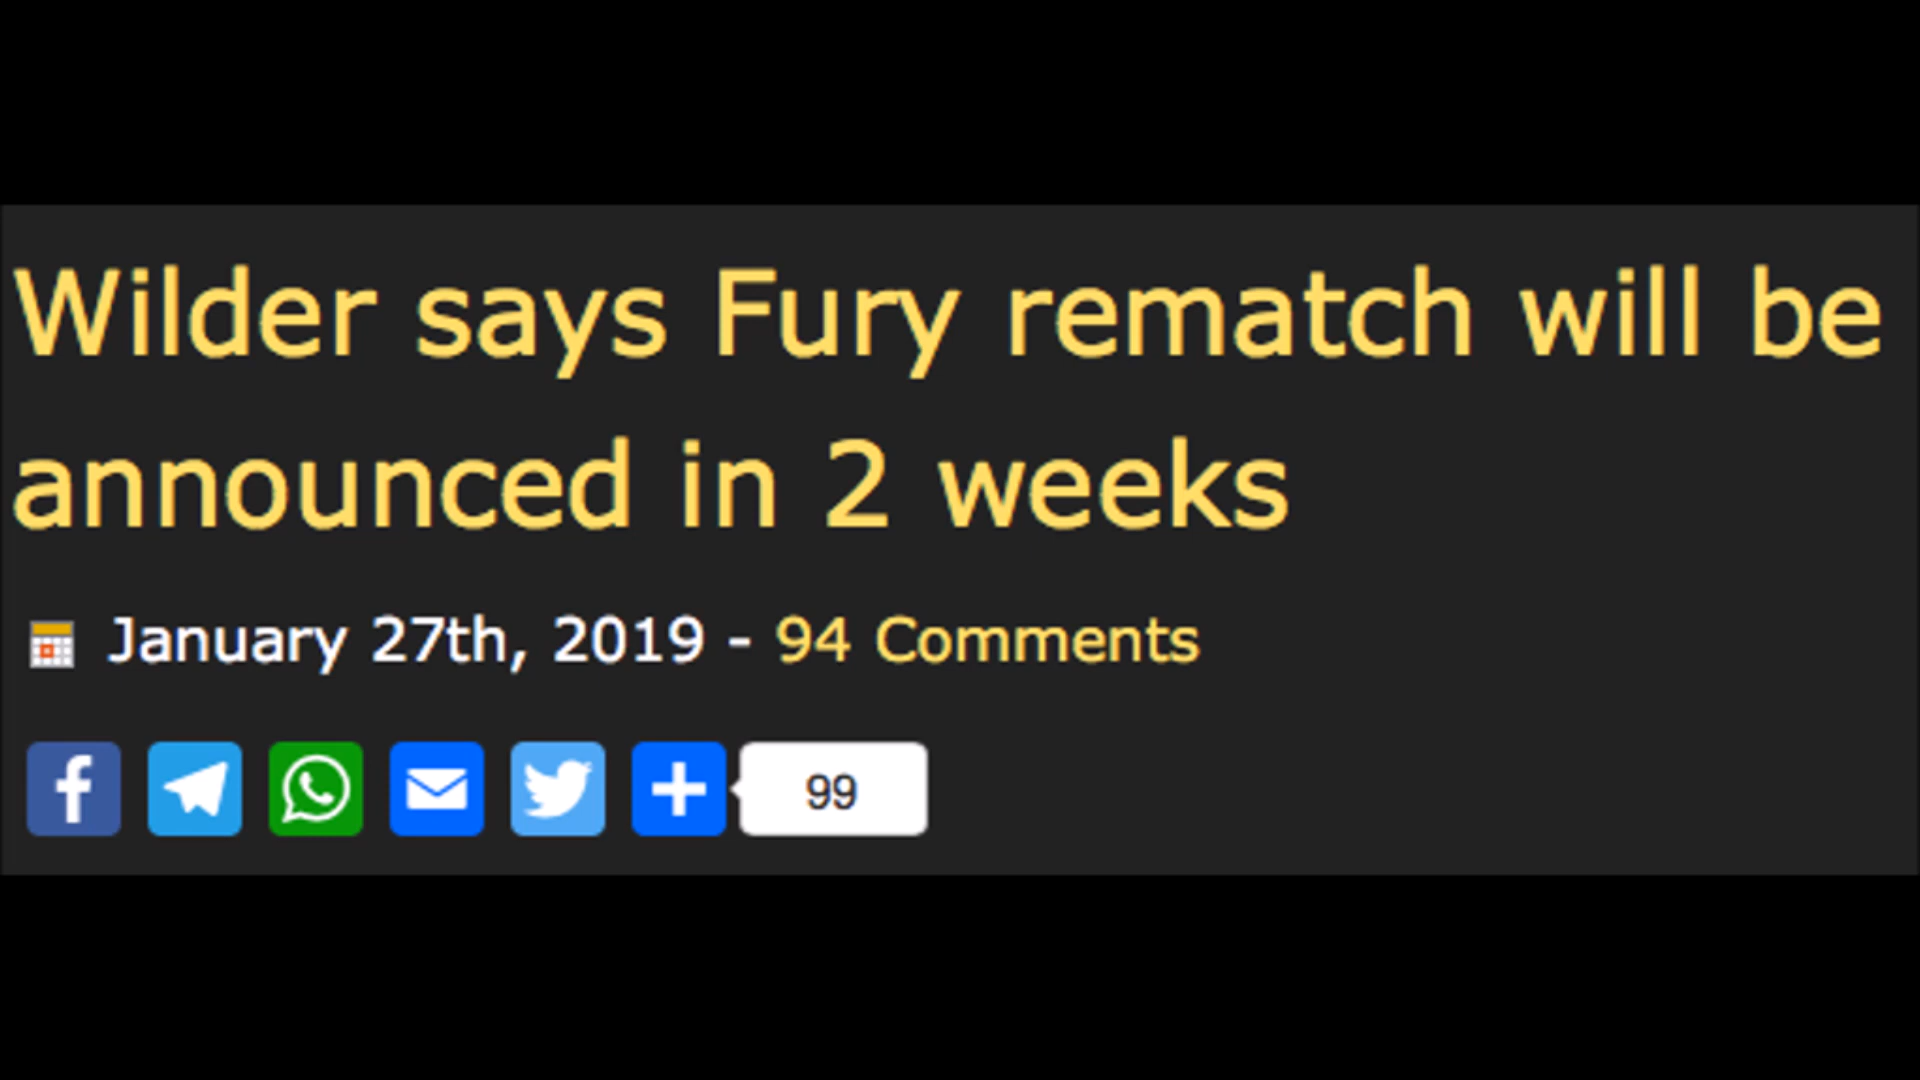 Wilder says Fury rematch will be
announced in 2 weeks
January 27th, 2019 - 94 Comments
99